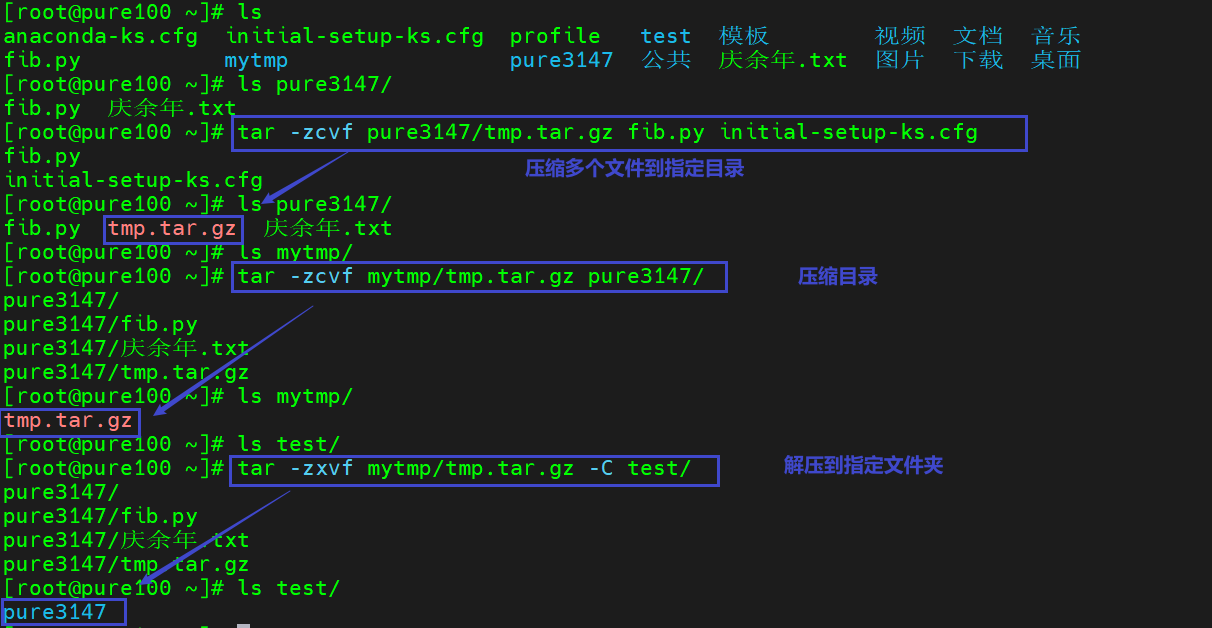 [root@pure100 ~]# ls
anaconda-ks.cfg initial-setup-ks.cfg profile test 模板 视频 文档 音乐
fib.py mytmp pure3147 公共 庆余年.txt 图片 下载 桌面
[root@pure100 ~]# ls pure3147/
fib.py 庆余年.txt
[root@pure100 ~]# tar -zcvf pure3147/tmp.tar.gz fib.py initial-setup-ks.cfg
fib.py
压缩多个文件到指定目录
initial-setup-ks.cfg
[root@pure100 ~]# ls pure3147/
fib.py tmp.tar.gz 庆余年.txt
[root@pure100 ~]# ls mytmp/
[root@pure100 ~]# tar -zcvf mytmp/tmp.tar.gz pure3147/ 压缩目录
pure3147/
pure3147/fib.py
pure3147/庆余年.txt
pure3147/tmp.tar.gz
[root@pure100 ~]# ls mytmp/
tmp.tar.gz
[root@pure100 ~]# ls test/
[root@pure100 ~]# tar -zxvf mytmp/tmp.tar.gz -C test/ 解压到指定文件夹
pure3147/
pure3147/fib.py
pure3147/庆余年.txt
pure3147/tmp.tar.gz
[root@pure100 ~]# ls test/
pure3147